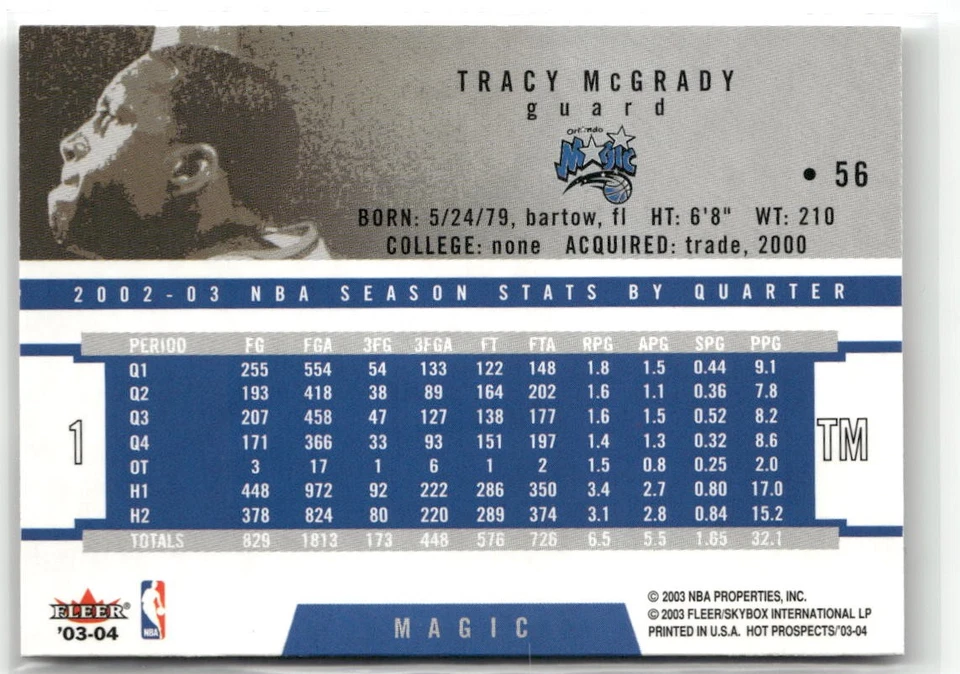 TRACY McGRADY
guard
Orlando
MAGIC
• 56
BORN: 5/24/79, bartow, fl HT: 6'8" WT: 210
COLLEGE: none ACQUIRED: trade, 2000
2002-03 NBA SEASON STATS BY QUARTER
PERIOD FG FGA 3FG 3FGA FT FTA RPG APG SPG PPG
Q1 255 554 54 133 122 148 1.8 1.5 0.44 9.1
Q2 193 418 38 89 164 202 1.6 1.1 0.36 7.8
Q3 207 458 47 127 138 177 1.6 1.5 0.52 8.2
Q4 171 366 33 93 151 197 1.4 1.3 0.32 8.6
OT 3 17 1 6 1 2 1.5 0.8 0.25 2.0
H1 448 972 92 222 286 350 3.4 2.7 0.80 17.0
H2 378 824 80 220 289 374 3.1 2.8 0.84 15.2
TOTALS 829 1813 173 448 576 726 6.5 5.5 1.65 32.1
1
TM
FLEER®
'03-04
NBA
MAGIC
© 2003 NBA PROPERTIES, INC.
© 2003 FLEER/SKYBOX INTERNATIONAL LP
PRINTED IN U.S.A. HOT PROSPECTS/'03-04